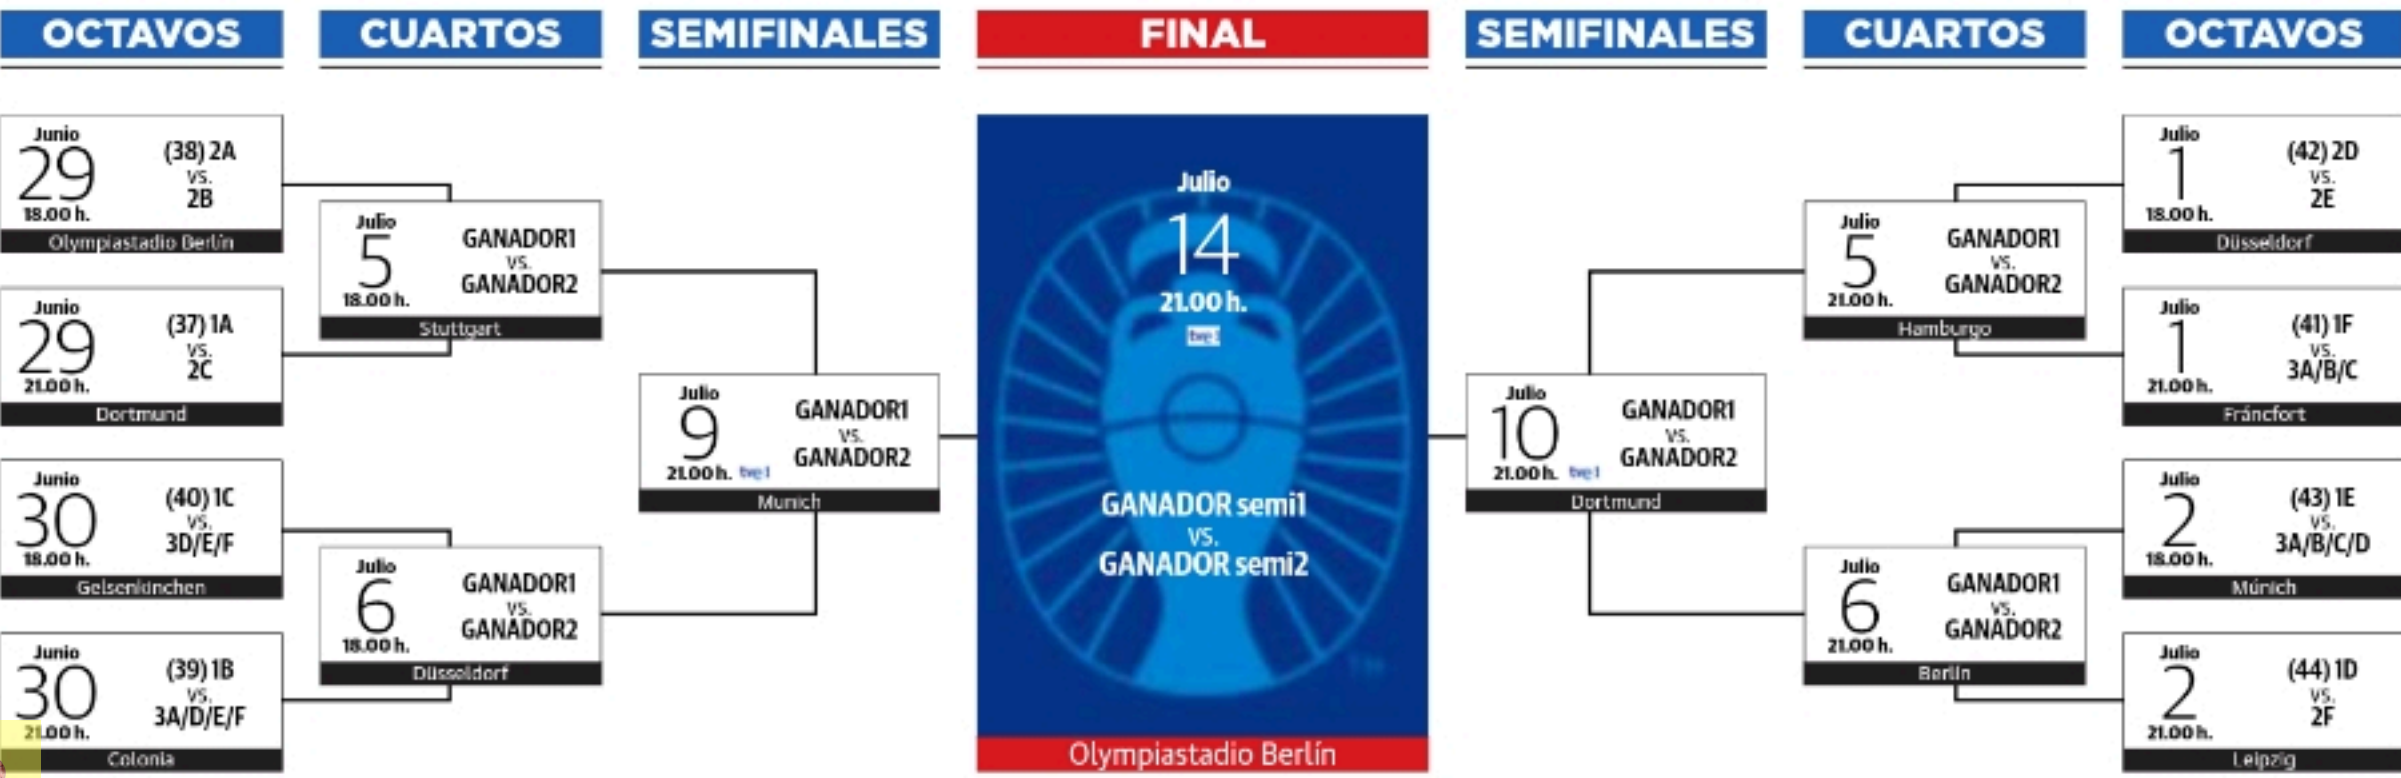 OCTAVOS
CUARTOS
SEMIFINALES
FINAL
SEMIFINALES
CUARTOS
OCTAVOS
Junio
29
18.00 h.
(38) 2A
vs.
2B
Olympiastadio Berlín
Junio
29
21.00 h.
(37) 1A
vs.
2C
Dortmund
Junio
30
18.00 h.
(40) 1C
vs.
3D/E/F
Gelsenkinchen
Junio
30
21.00 h.
(39) 1B
vs.
3A/D/E/F
Colonia
Julio
5
18.00 h.
GANADOR1
vs.
GANADOR2
Stuttgart
Julio
6
18.00 h.
GANADOR1
vs.
GANADOR2
Düsseldorf
Julio
9
21.00 h. tve1
GANADOR1
vs.
GANADOR2
Munich
Julio
14
21.00 h.
tve1
GANADOR semi1
vs.
GANADOR semi2
TM
Olympiastadio Berlín
Julio
10
21.00 h. tve1
GANADOR1
vs.
GANADOR2
Dortmund
Julio
5
21.00 h.
GANADOR1
vs.
GANADOR2
Hamburgo
Julio
6
21.00 h.
GANADOR1
vs.
GANADOR2
Berlín
Julio
1
18.00 h.
(42) 2D
vs.
2E
Düsseldorf
Julio
1
21.00 h.
(41) 1F
vs.
3A/B/C
Fráncfort
Julio
2
18.00 h.
(43) 1E
vs.
3A/B/C/D
Múnich
Julio
2
21.00 h.
(44) 1D
vs.
2F
Leipzig